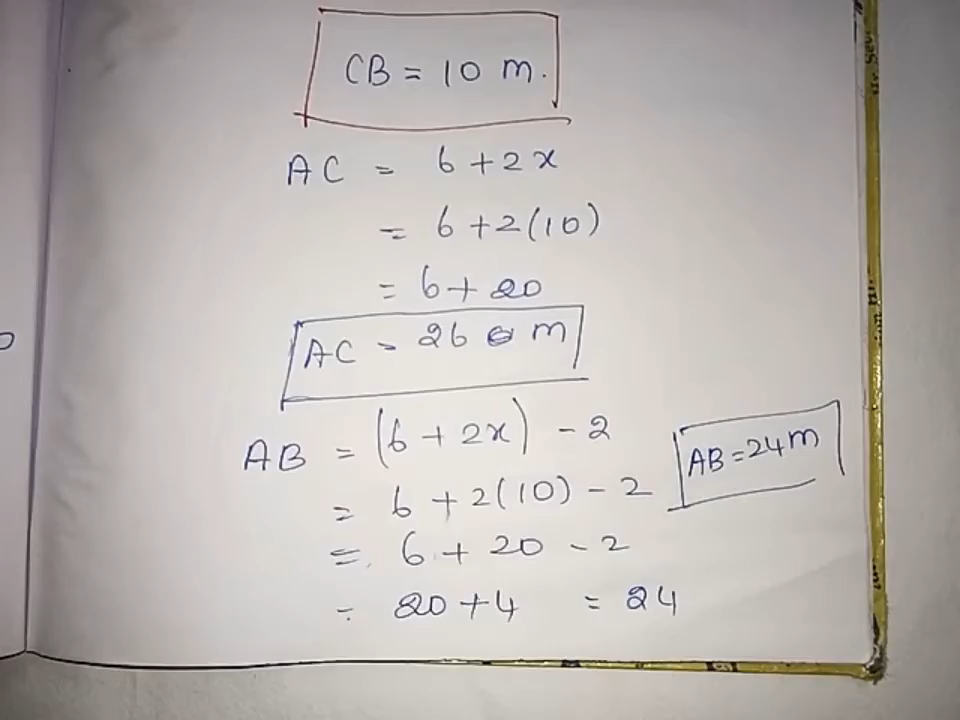 CB = 10 m.
AC = 6 + 2x
= 6 + 2(10)
= 6 + 20
AC = 26 m
AB = (6 + 2x) - 2
= 6 + 2(10) - 2
= 6 + 20 - 2
= 20 + 4 = 24
AB = 24m